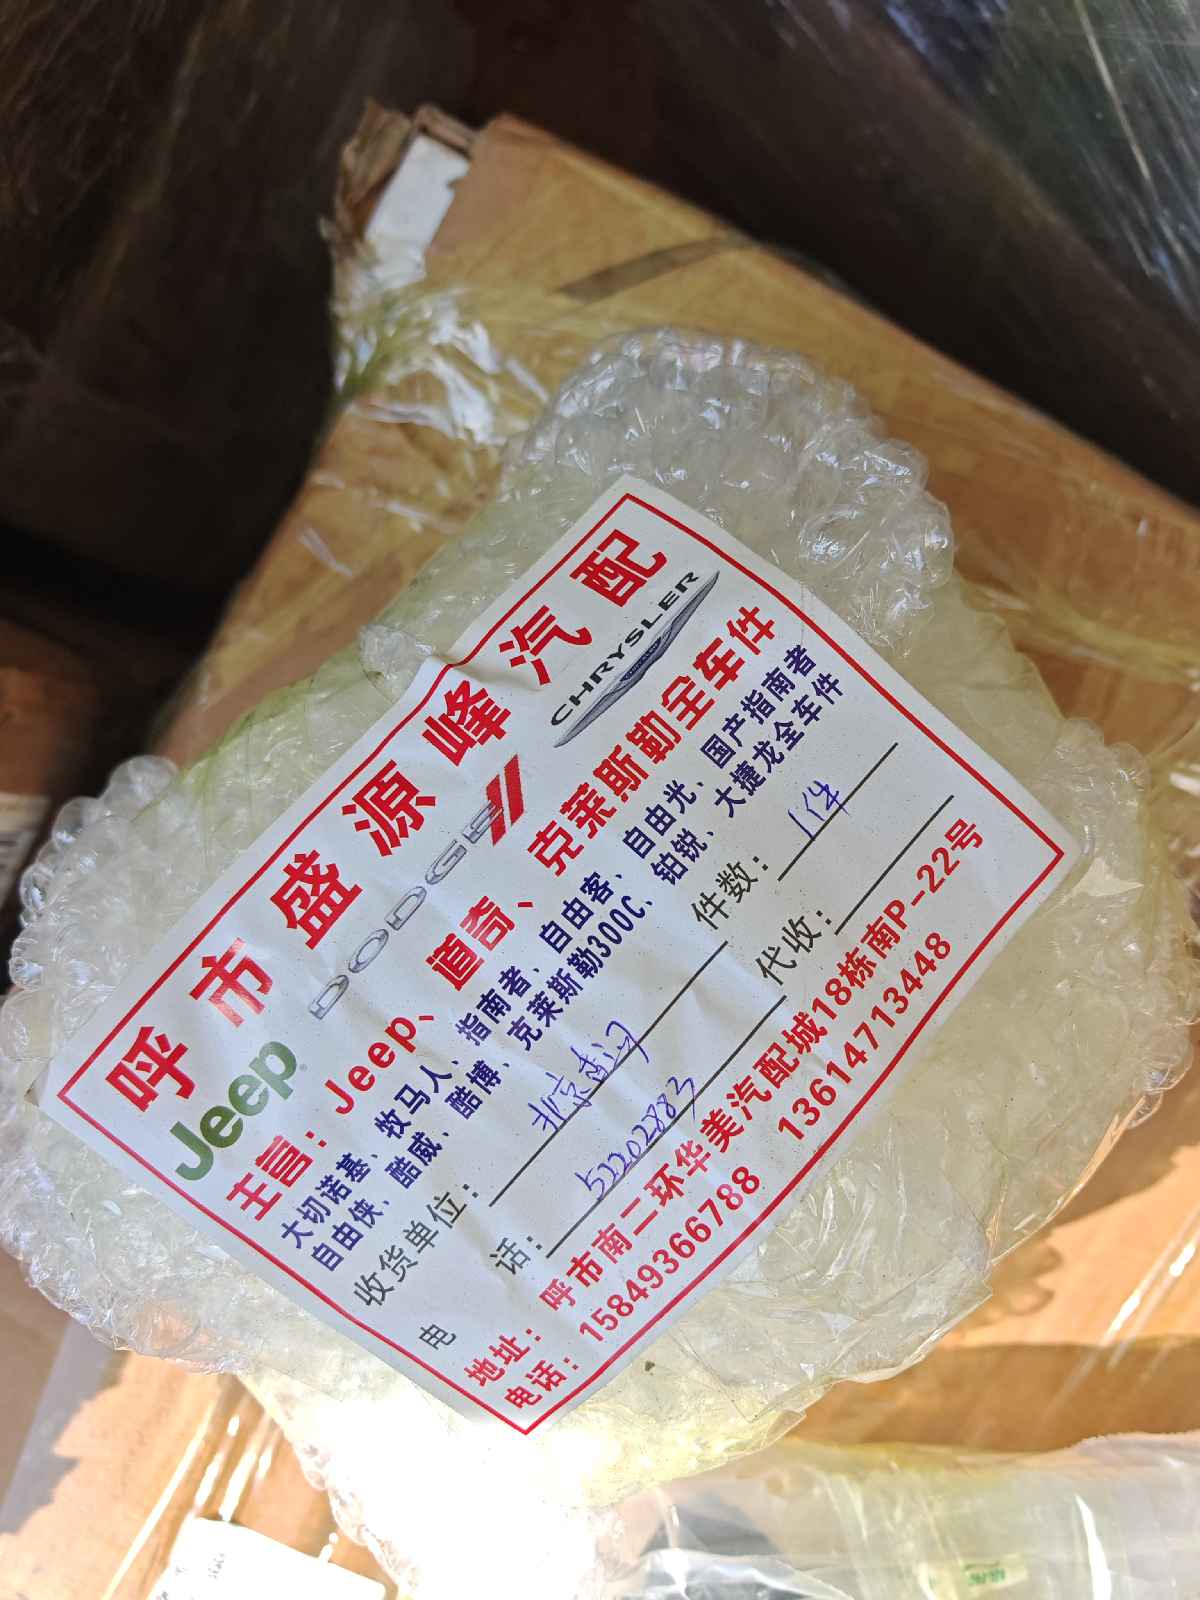 呼市盛源峰汽配
Jeep DODGE CHRYSLER
主营：Jeep、道奇、克莱斯勒全车件
大切诺基、牧马人、指南者、自由客、自由光、国产指南者
自由侠、酷威、酷博、克莱斯勒300C、铂锐、大捷龙全车件
收货单位： 北京 件数： 1件
电 话： 52202883 代收：
地址：呼市南二环华美汽配城18栋南P-22号
电话：15849366788 13614713448